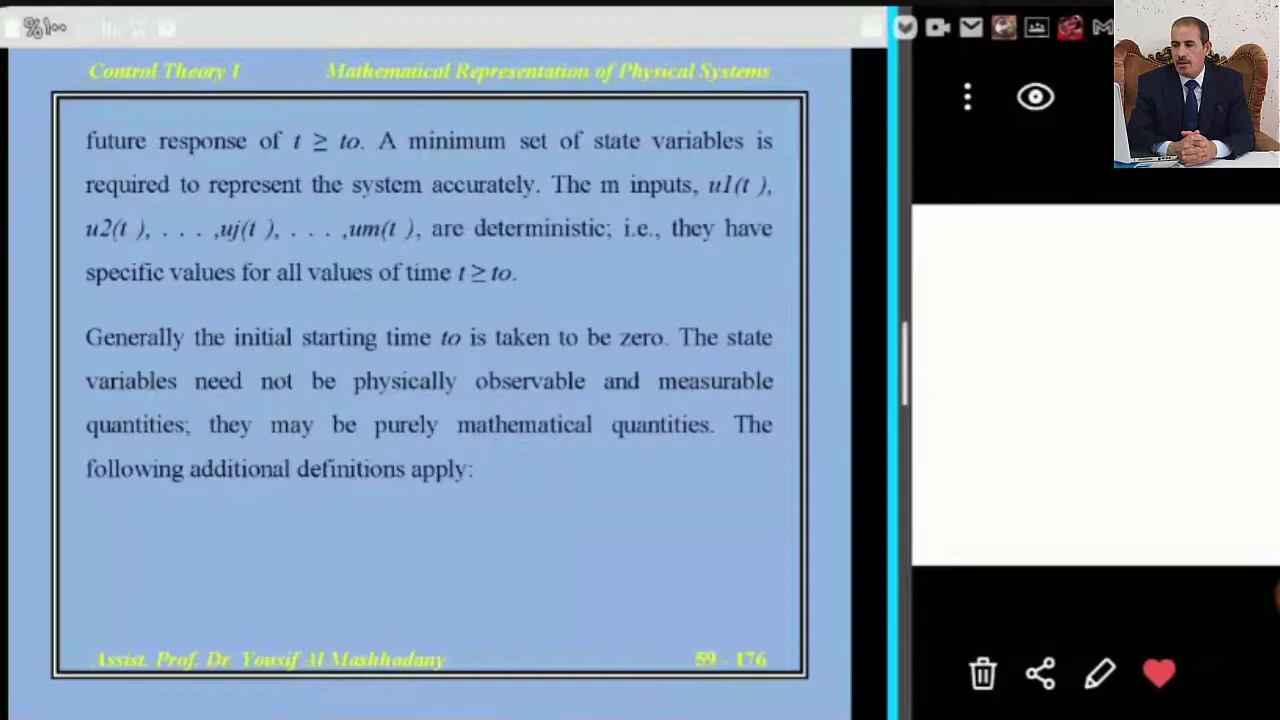 %١٠٠
Control Theory I
Mathematical Representation of Physical Systems
future response of t ≥ to. A minimum set of state variables is
required to represent the system accurately. The m inputs, u1(t ),
u2(t ), . . . ,uj(t ), . . . ,um(t ), are deterministic; i.e., they have
specific values for all values of time t ≥ to.
Generally the initial starting time to is taken to be zero. The state
variables need not be physically observable and measurable
quantities; they may be purely mathematical quantities. The
following additional definitions apply:
Assist. Prof. Dr. Yousif Al Mashhadany
59 - 176